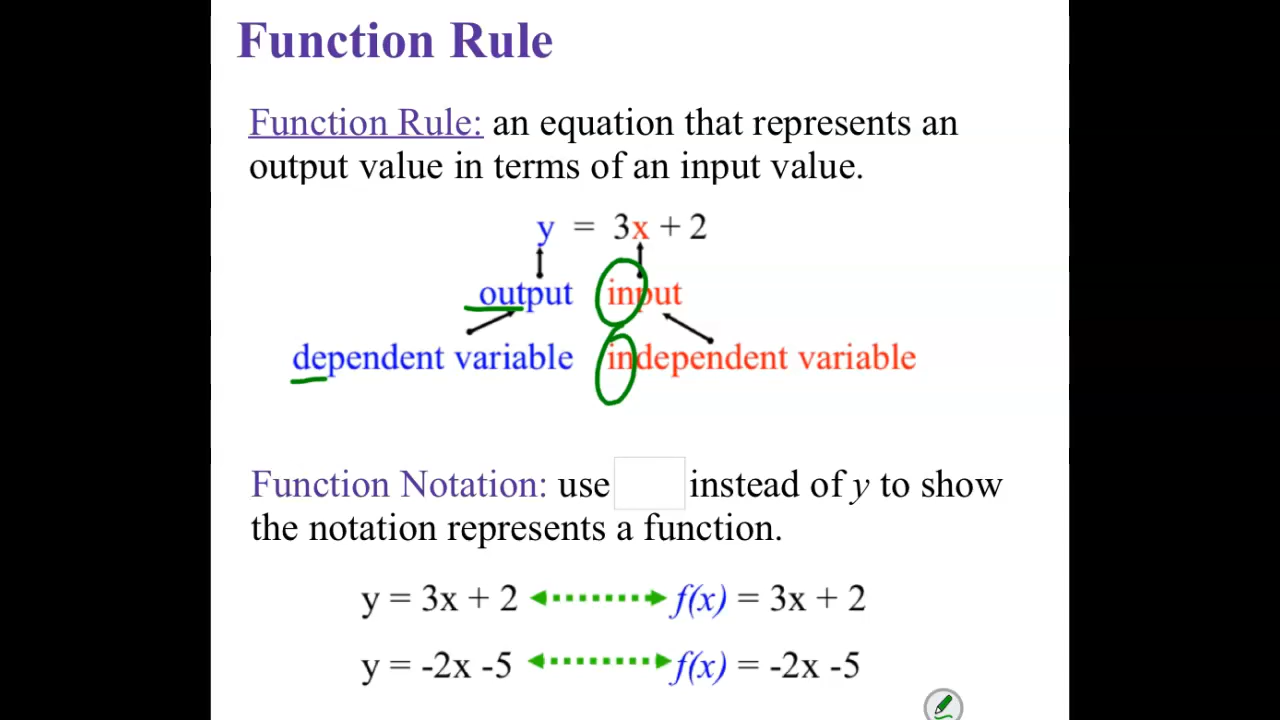 Function Rule
Function Rule: an equation that represents an
output value in terms of an input value.
y = 3x + 2
output input
dependent variable independent variable
Function Notation: use instead of y to show
the notation represents a function.
y = 3x + 2 f(x) = 3x + 2
y = -2x -5 f(x) = -2x -5